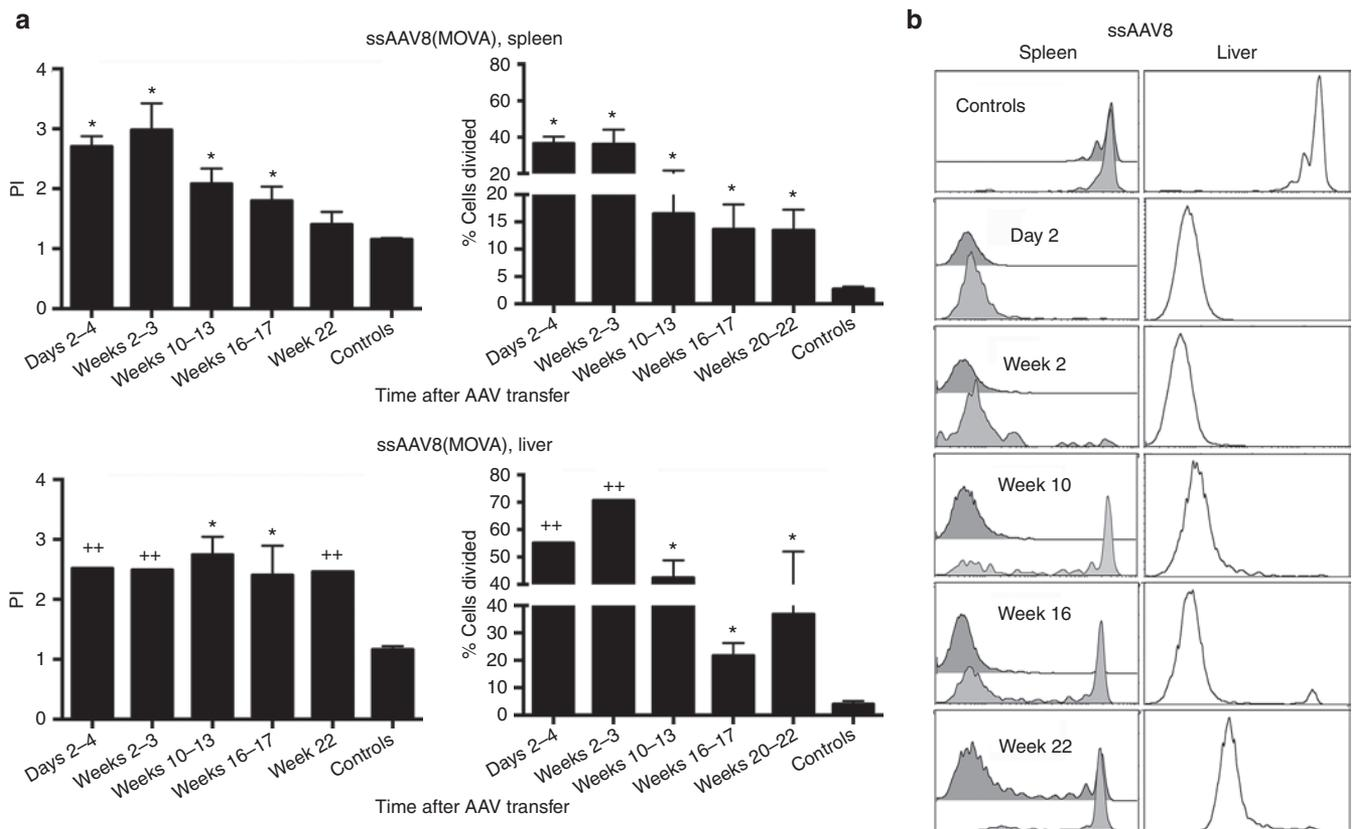 a
ssAAV8(MOVA), spleen
4
3
2
1
0
PI
*
*
*
*
Days 2–4
Weeks 2–3
Weeks 10–13
Weeks 16–17
Week 22
Controls
80
60
40
20
20
15
10
5
0
% Cells divided
*
*
*
*
*
Days 2–4
Weeks 2–3
Weeks 10–13
Weeks 16–17
Weeks 20–22
Controls
Time after AAV transfer
ssAAV8(MOVA), liver
4
3
2
1
0
PI
++
++
*
*
++
Days 2–4
Weeks 2–3
Weeks 10–13
Weeks 16–17
Week 22
Controls
80
70
60
50
40
40
30
20
10
0
% Cells divided
++
++
*
*
*
Days 2–4
Weeks 2–3
Weeks 10–13
Weeks 16–17
Weeks 20–22
Controls
Time after AAV transfer
b
ssAAV8
Spleen Liver
Controls
Day 2
Week 2
Week 10
Week 16
Week 22